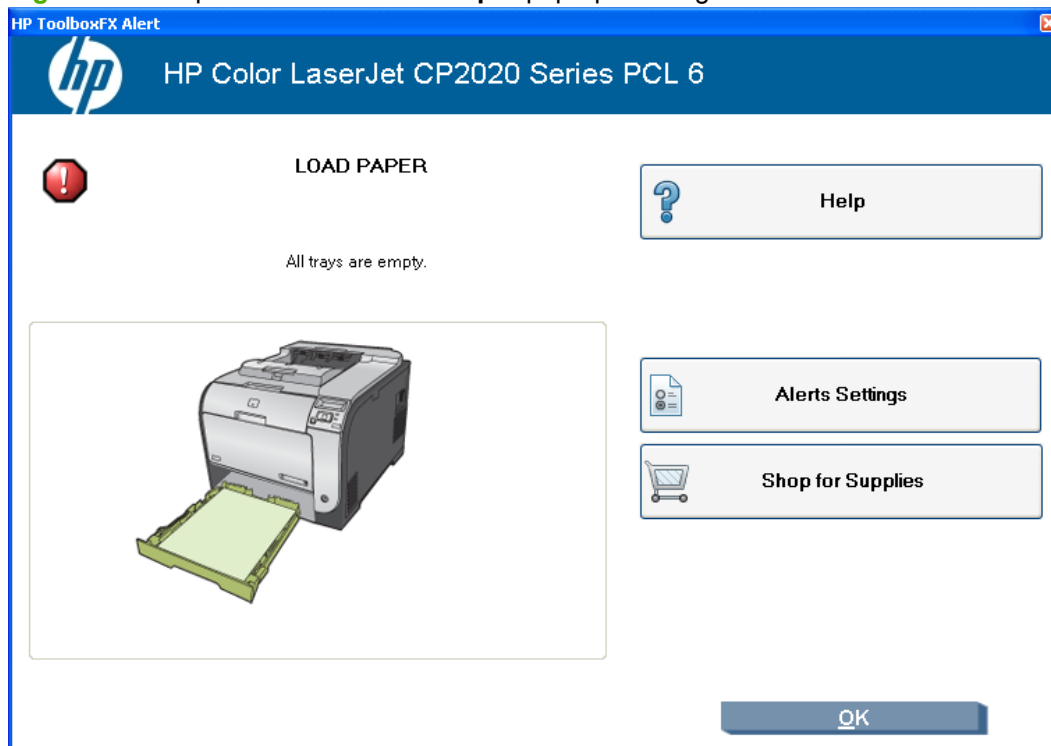 HP ToolboxFX Alert
hp HP Color LaserJet CP2020 Series PCL 6
LOAD PAPER
Help
All trays are empty.
Alerts Settings
Shop for Supplies
OK